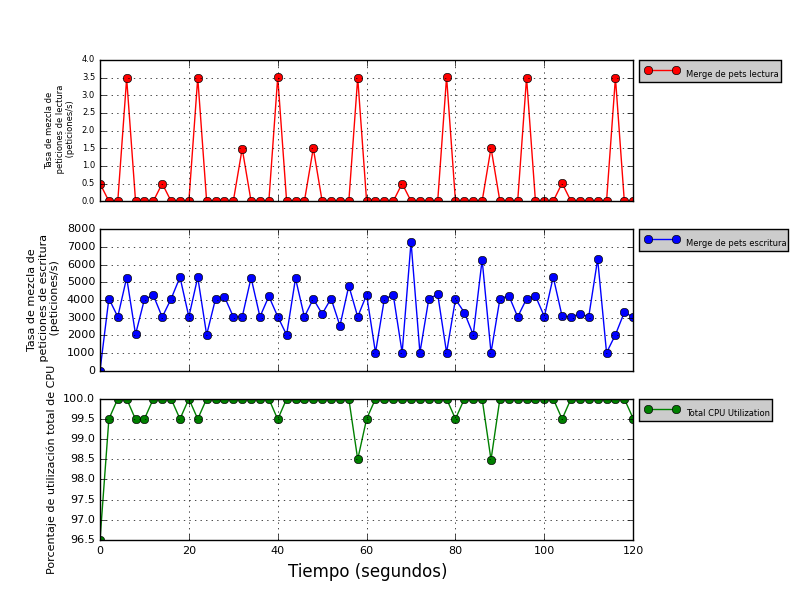 4.0
3.5
3.0
2.5
2.0
1.5
1.0
0.5
0.0
Tasa de mezcla de
peticiones de lectura
(peticiones/s)
Merge de pets lectura
8000
7000
6000
5000
4000
3000
2000
1000
0
Tasa de mezcla de
peticiones de escritura
(peticiones/s)
Merge de pets escritura
100.0
99.5
99.0
98.5
98.0
97.5
97.0
96.5
Porcentaje de utilización total de CPU
Total CPU Utilization
0 20 40 60 80 100 120
Tiempo (segundos)